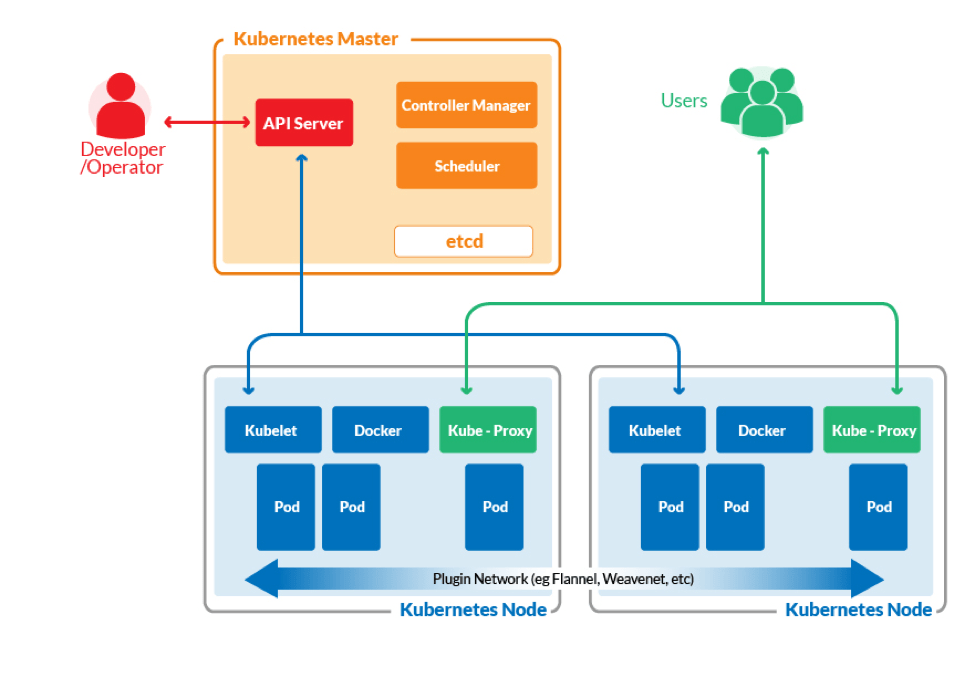 Kubernetes Master
Developer
/Operator
API Server
Controller Manager
Scheduler
etcd
Users
Kubelet
Docker
Kube - Proxy
Pod
Pod
Pod
Kubelet
Docker
Kube - Proxy
Pod
Pod
Pod
Plugin Network (eg Flannel, Weavenet, etc)
Kubernetes Node
Kubernetes Node